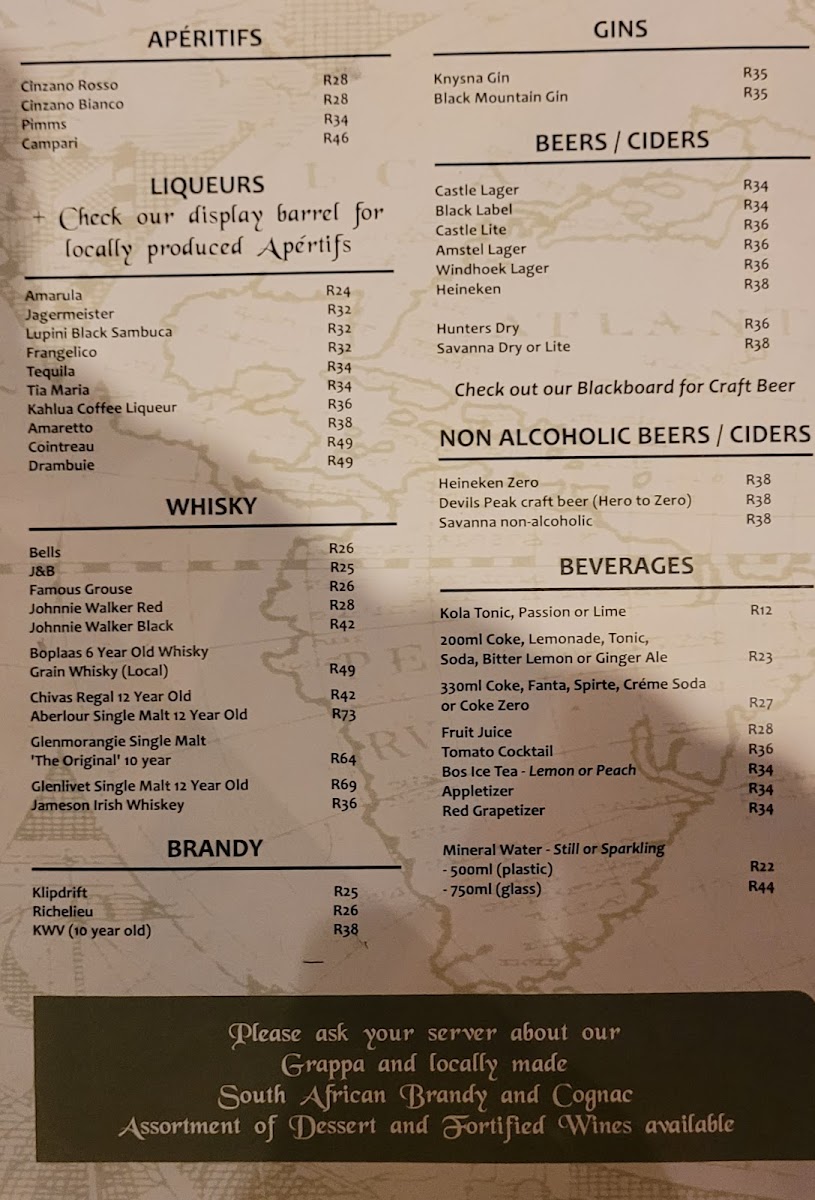 APÉRITIFS
Cinzano Rosso R28
Cinzano Bianco R28
Pimms R34
Campari R46
LIQUEURS
+ Check our display barrel for
locally produced Apértifs
Amarula R24
Jagermeister R32
Lupini Black Sambuca R32
Frangelico R32
Tequila R34
Tia Maria R34
Kahlua Coffee Liqueur R36
Amaretto R38
Cointreau R49
Drambuie R49
WHISKY
Bells R26
J&B R25
Famous Grouse R26
Johnnie Walker Red R28
Johnnie Walker Black R42
Boplaas 6 Year Old Whisky
Grain Whisky (Local) R49
Chivas Regal 12 Year Old R42
Aberlour Single Malt 12 Year Old R73
Glenmorangie Single Malt
'The Original' 10 year R64
Glenlivet Single Malt 12 Year Old R69
Jameson Irish Whiskey R36
BRANDY
Klipdrift R25
Richelieu R26
KWV (10 year old) R38
GINS
Knysna Gin R35
Black Mountain Gin R35
BEERS / CIDERS
Castle Lager R34
Black Label R34
Castle Lite R36
Amstel Lager R36
Windhoek Lager R36
Heineken R38
Hunters Dry R36
Savanna Dry or Lite R38
Check out our Blackboard for Craft Beer
NON ALCOHOLIC BEERS / CIDERS
Heineken Zero R38
Devils Peak craft beer (Hero to Zero) R38
Savanna non-alcoholic R38
BEVERAGES
Kola Tonic, Passion or Lime R12
200ml Coke, Lemonade, Tonic,
Soda, Bitter Lemon or Ginger Ale R23
330ml Coke, Fanta, Spirte, Créme Soda
or Coke Zero R27
Fruit Juice R28
Tomato Cocktail R36
Bos Ice Tea - Lemon or Peach R34
Appletizer R34
Red Grapetizer R34
Mineral Water - Still or Sparkling
- 500ml (plastic) R22
- 750ml (glass) R44
Please ask your server about our
Grappa and locally made
South African Brandy and Cognac
Assortment of Dessert and Fortified Wines available